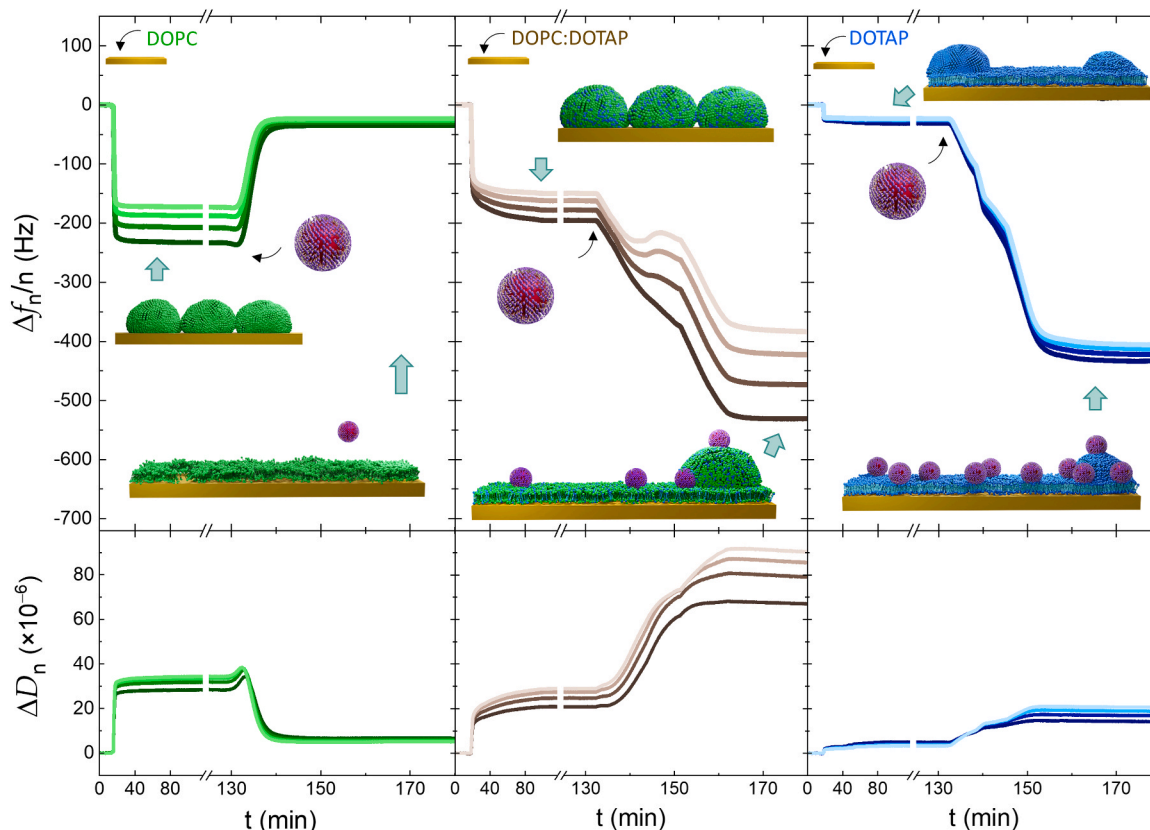 DOPC
DOPC:DOTAP
DOTAP
Δfn/n (Hz)
100
0
-100
-200
-300
-400
-500
-600
-700
ΔDn (×10⁻⁶)
80
60
40
20
0
0 40 80 130 150 170
0 40 80 130 150 170
0 40 80 130 150 170
t (min)
t (min)
t (min)